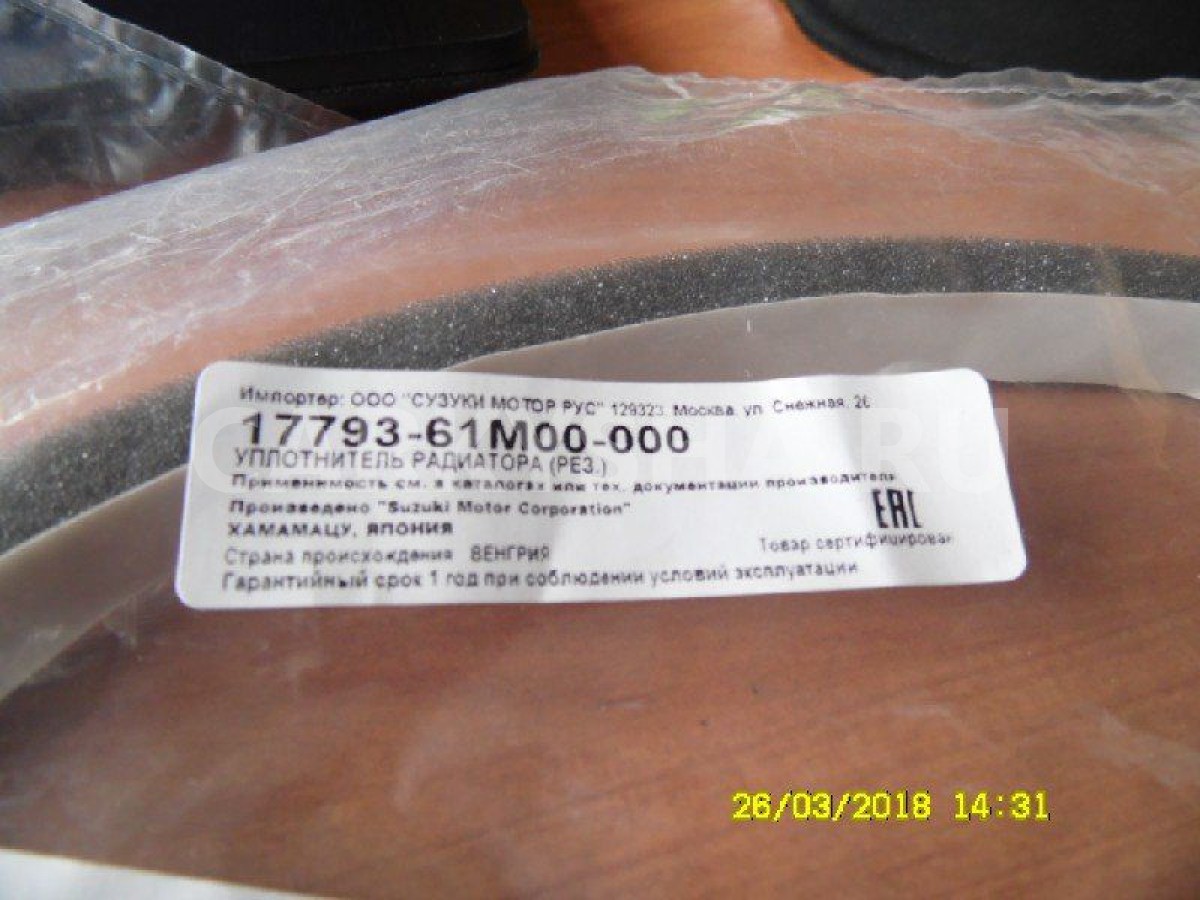 Импортер: ООО "СУЗУКИ МОТОР РУС" 129323, Москва, ул. Снежная, 26
17793-61M00-000
УПЛОТНИТЕЛЬ РАДИАТОРА (РЕЗ.)
Применимость см. в каталогах или тех. документации производителя
Произведено "Suzuki Motor Corporation"
ХАМАМАЦУ, ЯПОНИЯ
EAC
Страна происхождения ВЕНГРИЯ
Товар сертифицирован
Гарантийный срок 1 год при соблюдении условий эксплуатации
26/03/2018 14:31